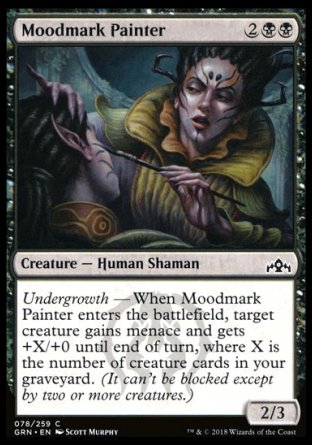 Moodmark Painter 2
Creature — Human Shaman
Undergrowth — When Moodmark
Painter enters the battlefield, target
creature gains menace and gets
+X/+0 until end of turn, where X is
the number of creature cards in your
graveyard. (It can't be blocked except
by two or more creatures.)
2/3
078/259 C
GRN • EN Scott Murphy
™ & © 2018 Wizards of the Coast